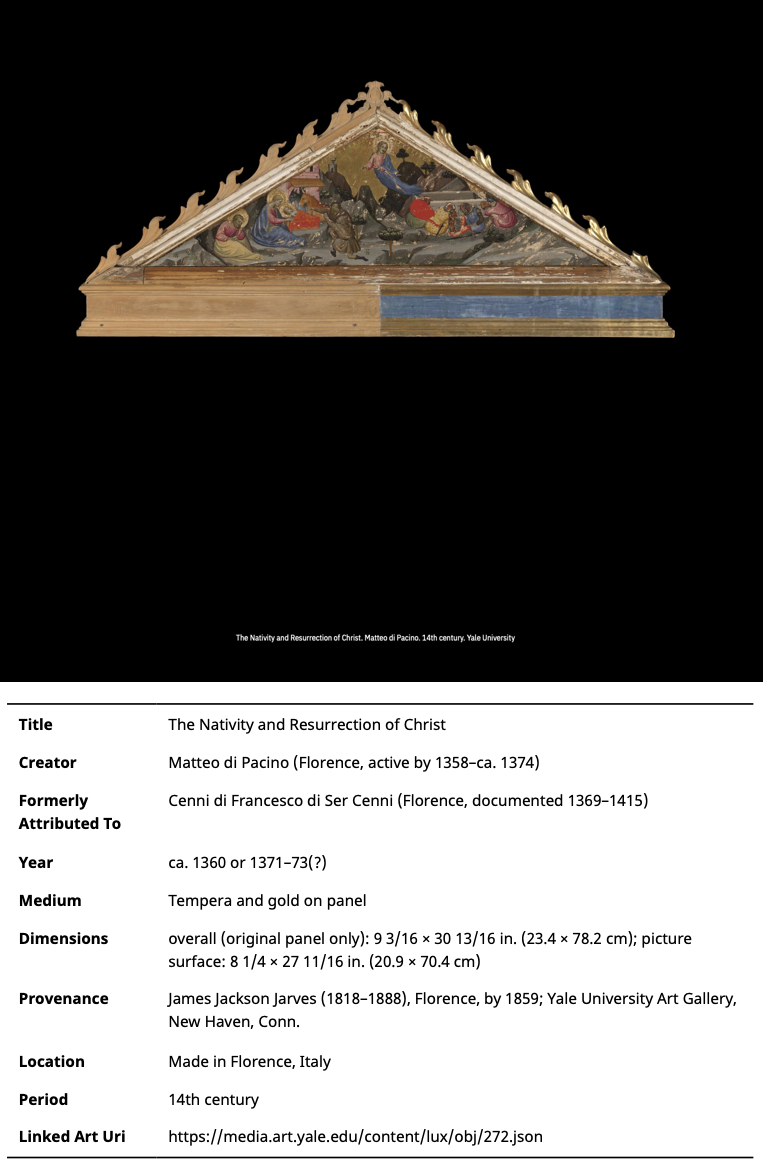 The Nativity and Resurrection of Christ. Matteo di Pacino. 14th century. Yale University
Title The Nativity and Resurrection of Christ
Creator Matteo di Pacino (Florence, active by 1358–ca. 1374)
Formerly Attributed To Cenni di Francesco di Ser Cenni (Florence, documented 1369–1415)
Year ca. 1360 or 1371–73(?)
Medium Tempera and gold on panel
Dimensions overall (original panel only): 9 3/16 × 30 13/16 in. (23.4 × 78.2 cm); picture
surface: 8 1/4 × 27 11/16 in. (20.9 × 70.4 cm)
Provenance James Jackson Jarves (1818–1888), Florence, by 1859; Yale University Art Gallery,
New Haven, Conn.
Location Made in Florence, Italy
Period 14th century
Linked Art Uri https://media.art.yale.edu/content/lux/obj/272.json